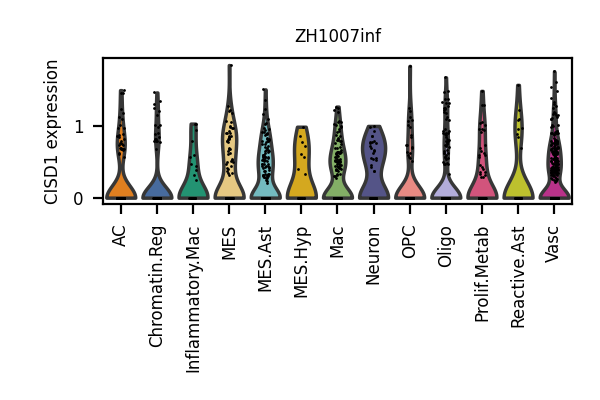 ZH1007inf
CISD1 expression
1
0
AC
Chromatin.Reg
Inflammatory.Mac
MES
MES.Ast
MES.Hyp
Mac
Neuron
OPC
Oligo
Prolif.Metab
Reactive.Ast
Vasc